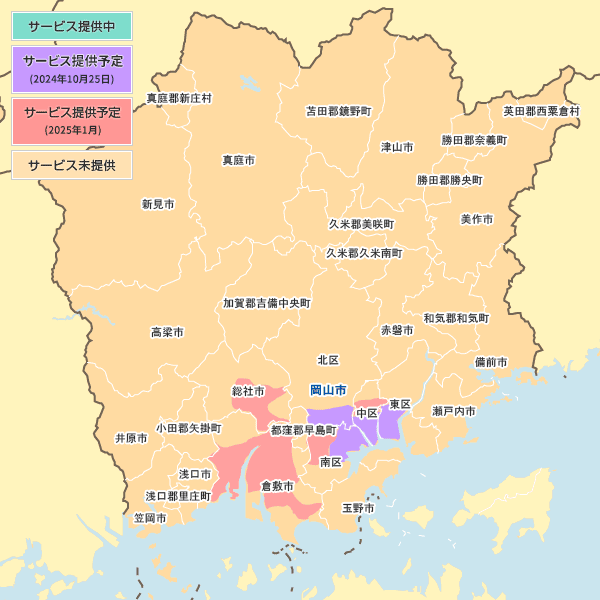 サービス提供中
サービス提供予定
(2024年10月25日)
サービス提供予定
(2025年1月)
サービス未提供
真庭郡新庄村
苫田郡鏡野町
英田郡西粟倉村
津山市
勝田郡奈義町
真庭市
勝田郡勝央町
新見市
美作市
久米郡美咲町
久米郡久米南町
加賀郡吉備中央町
和気郡和気町
高梁市
赤磐市
北区
備前市
総社市
岡山市
東区
中区
瀬戸内市
小田郡矢掛町
都窪郡早島町
井原市
南区
浅口市
倉敷市
浅口郡里庄町
玉野市
笠岡市